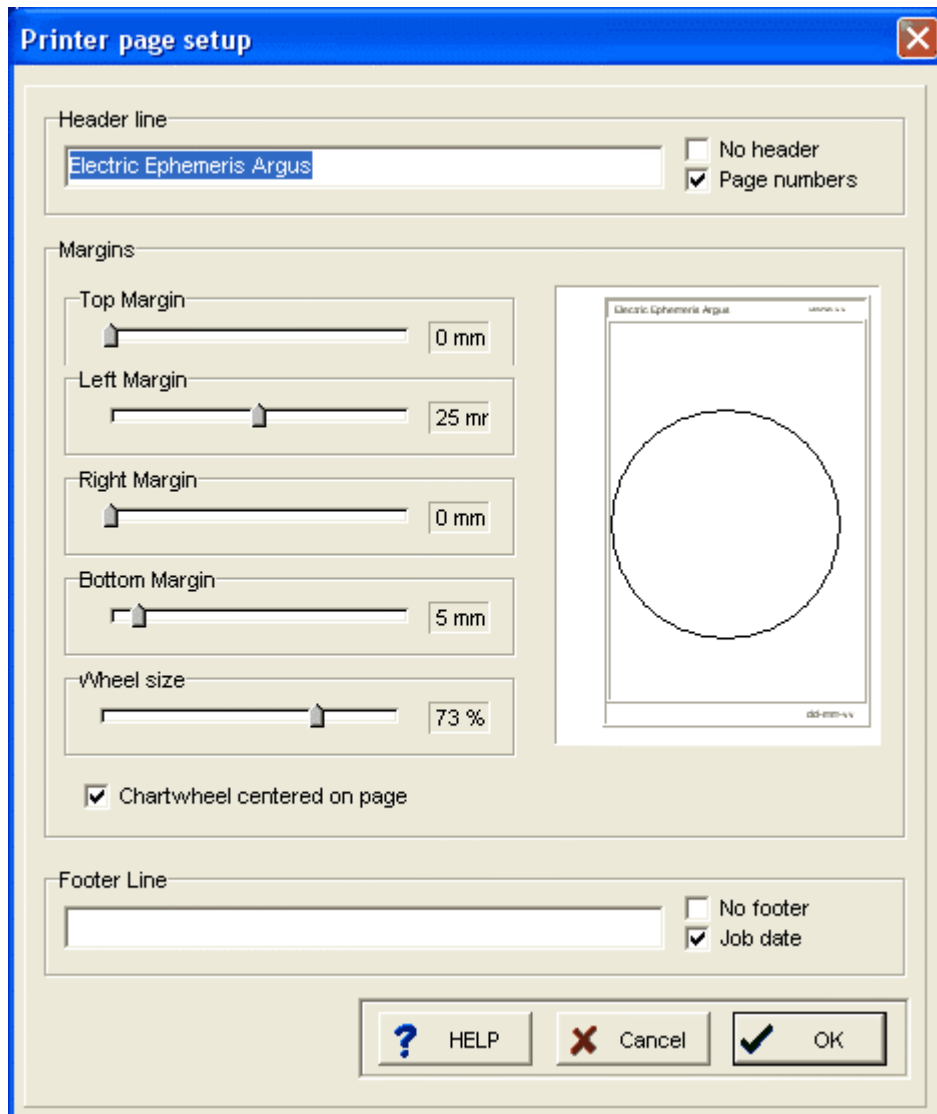 Printer page setup
Header line
Electric Ephemeris Argus
No header
Page numbers
Margins
Top Margin
0 mm
Left Margin
25 mr
Right Margin
0 mm
Bottom Margin
5 mm
Wheel size
73 %
Electric Ephemeris Argus
dd-mm-yy
Chartwheel centered on page
Footer Line
No footer
Job date
HELP
Cancel
OK